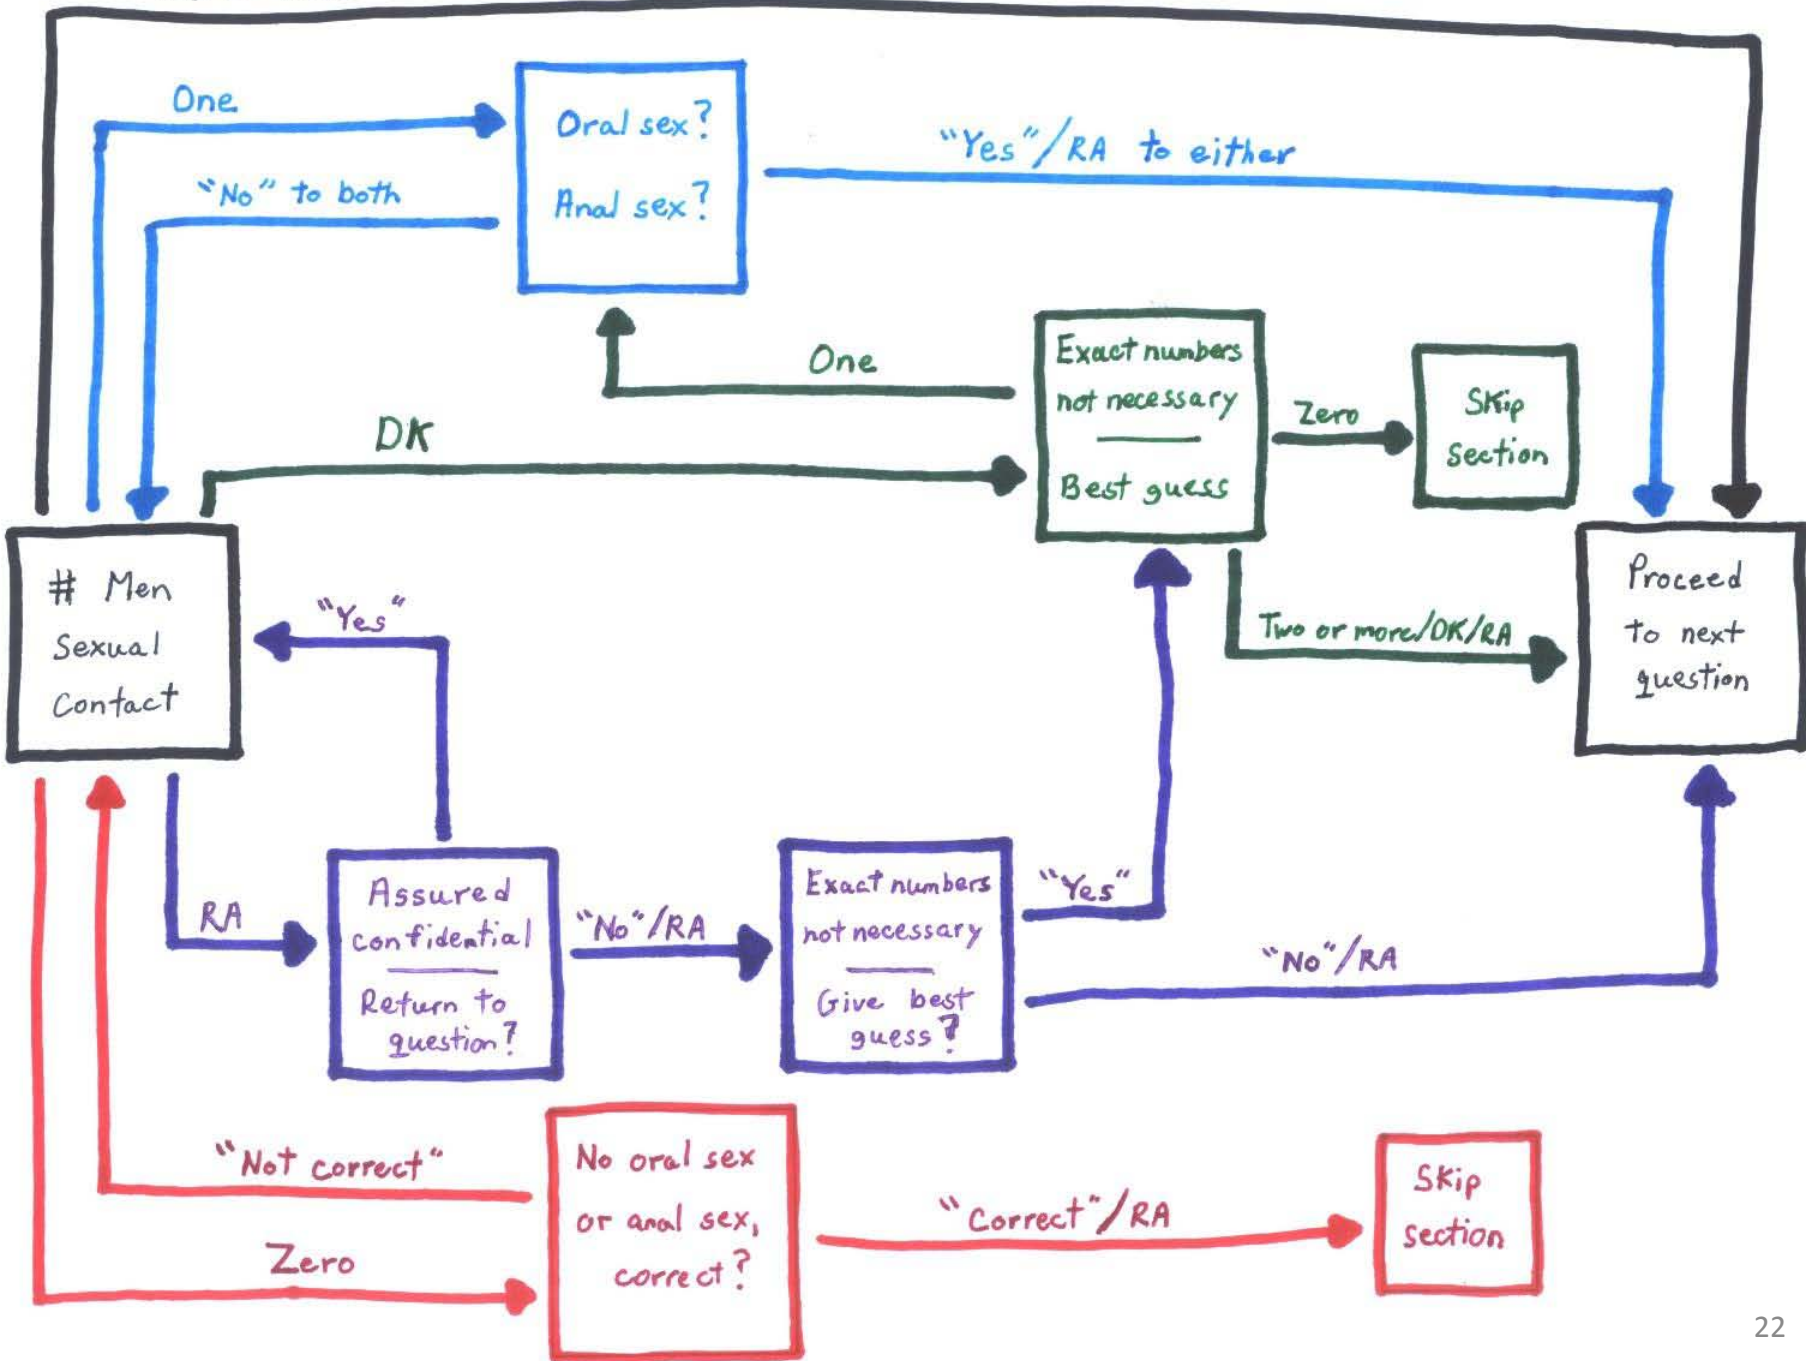 One
"No" to both
Oral sex?
Anal sex?
"Yes"/RA to either
One
DK
Exact numbers
not necessary
Best guess
Zero
Skip
section
# Men
Sexual
Contact
"Yes"
Two or more/DK/RA
Proceed
to next
question
RA
Assured
confidential
Return to
question?
"No"/RA
Exact numbers
not necessary
Give best
guess?
"Yes"
"No"/RA
"Not correct"
Zero
No oral sex
or anal sex,
correct?
"Correct"/RA
Skip
section
22